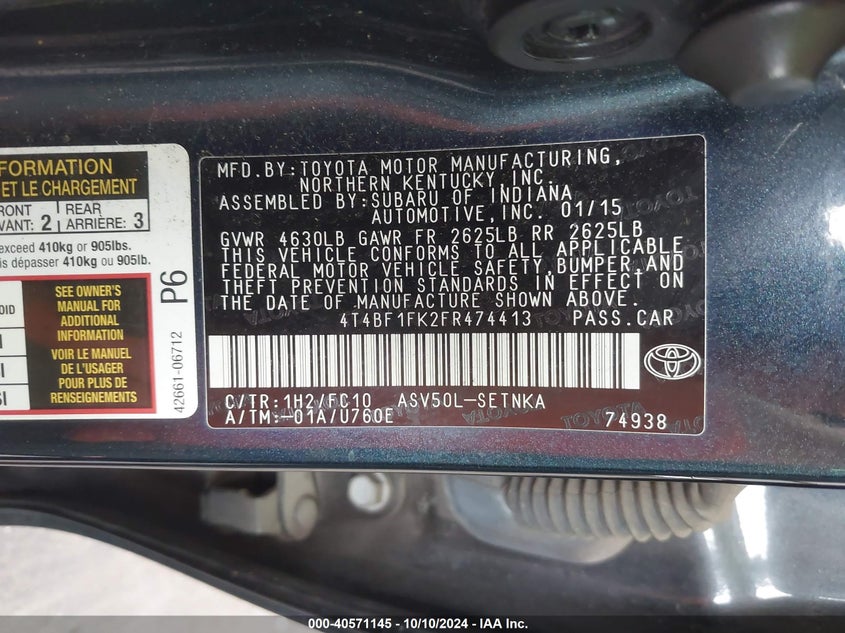 FORMATION
ET LE CHARGEMENT
FRONT 2 REAR 3
VANT: ARRIÈRE:
exceed 410kg or 905lbs.
is dépasser 410kg ou 905lb.
SEE OWNER'S
MANUAL FOR
ADDITIONAL
INFORMATION
VOIR LE MANUEL
DE L'USAGER
POUR PLUS DE
RENSEIGNEMENTS
P6
42661-06712
MFD.BY:TOYOTA MOTOR MANUFACTURING,
NORTHERN KENTUCKY INC.
ASSEMBLED BY:SUBARU OF INDIANA
AUTOMOTIVE,INC. 01/15
GVWR 4630LB GAWR FR 2625LB RR 2625LB
THIS VEHICLE CONFORMS TO ALL APPLICABLE
FEDERAL MOTOR VEHICLE SAFETY,BUMPER,AND
THEFT PREVENTION STANDARDS IN EFFECT ON
THE DATE OF MANUFACTURE SHOWN ABOVE.
4T4BF1FK2FR474413 PASS.CAR
C/TR:1H2/FC10 ASV50L-SETNKA
A/TM:-01A/U760E 74938
000-40571145 - 10/10/2024 - IAA Inc.